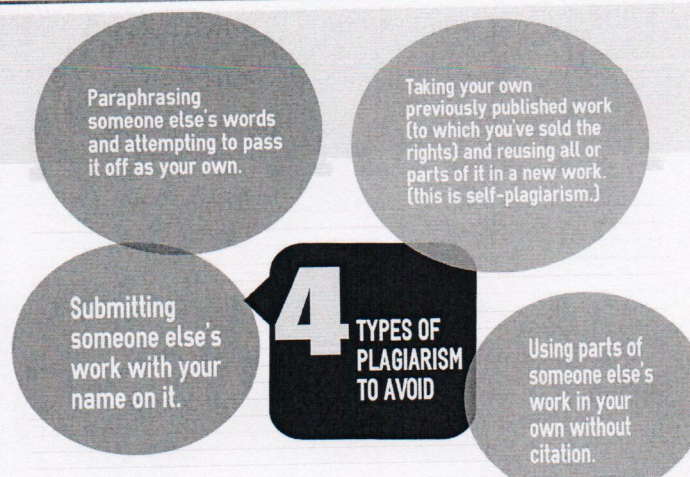 Paraphrasing
someone else's words
and attempting to pass
it off as your own.
Taking your own
previously published work
(to which you've sold the
rights) and reusing all or
parts of it in a new work.
(this is self-plagiarism.)
Submitting
someone else's
work with your
name on it.
4 TYPES OF
PLAGIARISM
TO AVOID
Using parts of
someone else's
work in your
own without
citation.